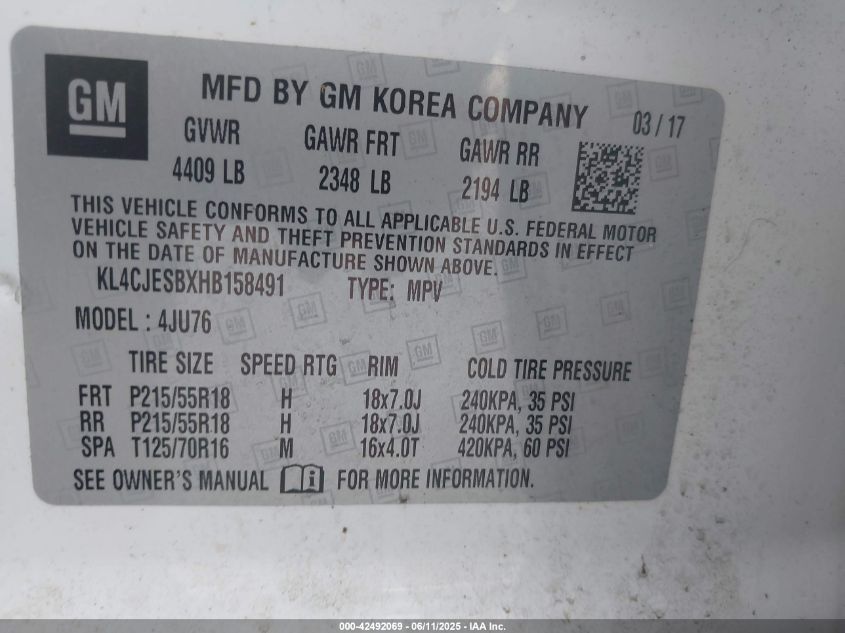 GM
MFD BY GM KOREA COMPANY 03 / 17
GVWR GAWR FRT GAWR RR
4409 LB 2348 LB 2194 LB
THIS VEHICLE CONFORMS TO ALL APPLICABLE U.S. FEDERAL MOTOR
VEHICLE SAFETY AND THEFT PREVENTION STANDARDS IN EFFECT
ON THE DATE OF MANUFACTURE SHOWN ABOVE.
KL4CJESBXHB158491 TYPE: MPV
MODEL : 4JU76
TIRE SIZE SPEED RTG RIM COLD TIRE PRESSURE
FRT P215/55R18 H 18x7.0J 240KPA, 35 PSI
RR P215/55R18 H 18x7.0J 240KPA, 35 PSI
SPA T125/70R16 M 16x4.0T 420KPA, 60 PSI
SEE OWNER'S MANUAL i FOR MORE INFORMATION.
000-42492069 - 06/11/2025 - IAA Inc.